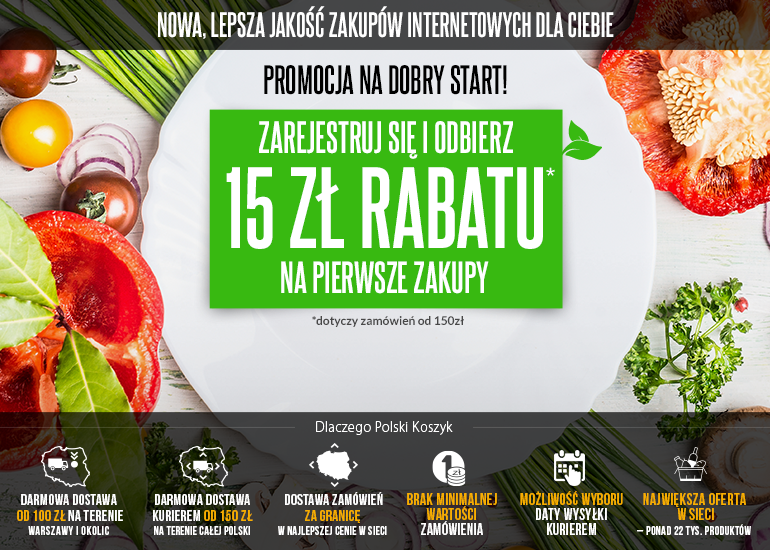 NOWA, LEPSZA JAKOŚĆ ZAKUPÓW INTERNETOWYCH DLA CIEBIE
PROMOCJA NA DOBRY START!
ZAREJESTRUJ SIĘ I ODBIERZ
15 ZŁ RABATU*
NA PIERWSZE ZAKUPY
*dotyczy zamówień od 150zł
Dlaczego Polski Koszyk
DARMOWA DOSTAWA
OD 100 ZŁ NA TERENIE
WARSZAWY I OKOLIC
DARMOWA DOSTAWA
KURIEREM OD 150 ZŁ
NA TERENIE CAŁEJ POLSKI
DOSTAWA ZAMÓWIEŃ
ZA GRANICĘ
W NAJLEPSZEJ CENIE W SIECI
1
zł
BRAK MINIMALNEJ
WARTOŚCI
ZAMÓWIENIA
MOŻLIWOŚĆ WYBORU
DATY WYSYŁKI
KURIEREM
NAJWIĘKSZA OFERTA
W SIECI
– PONAD 22 TYS. PRODUKTÓW